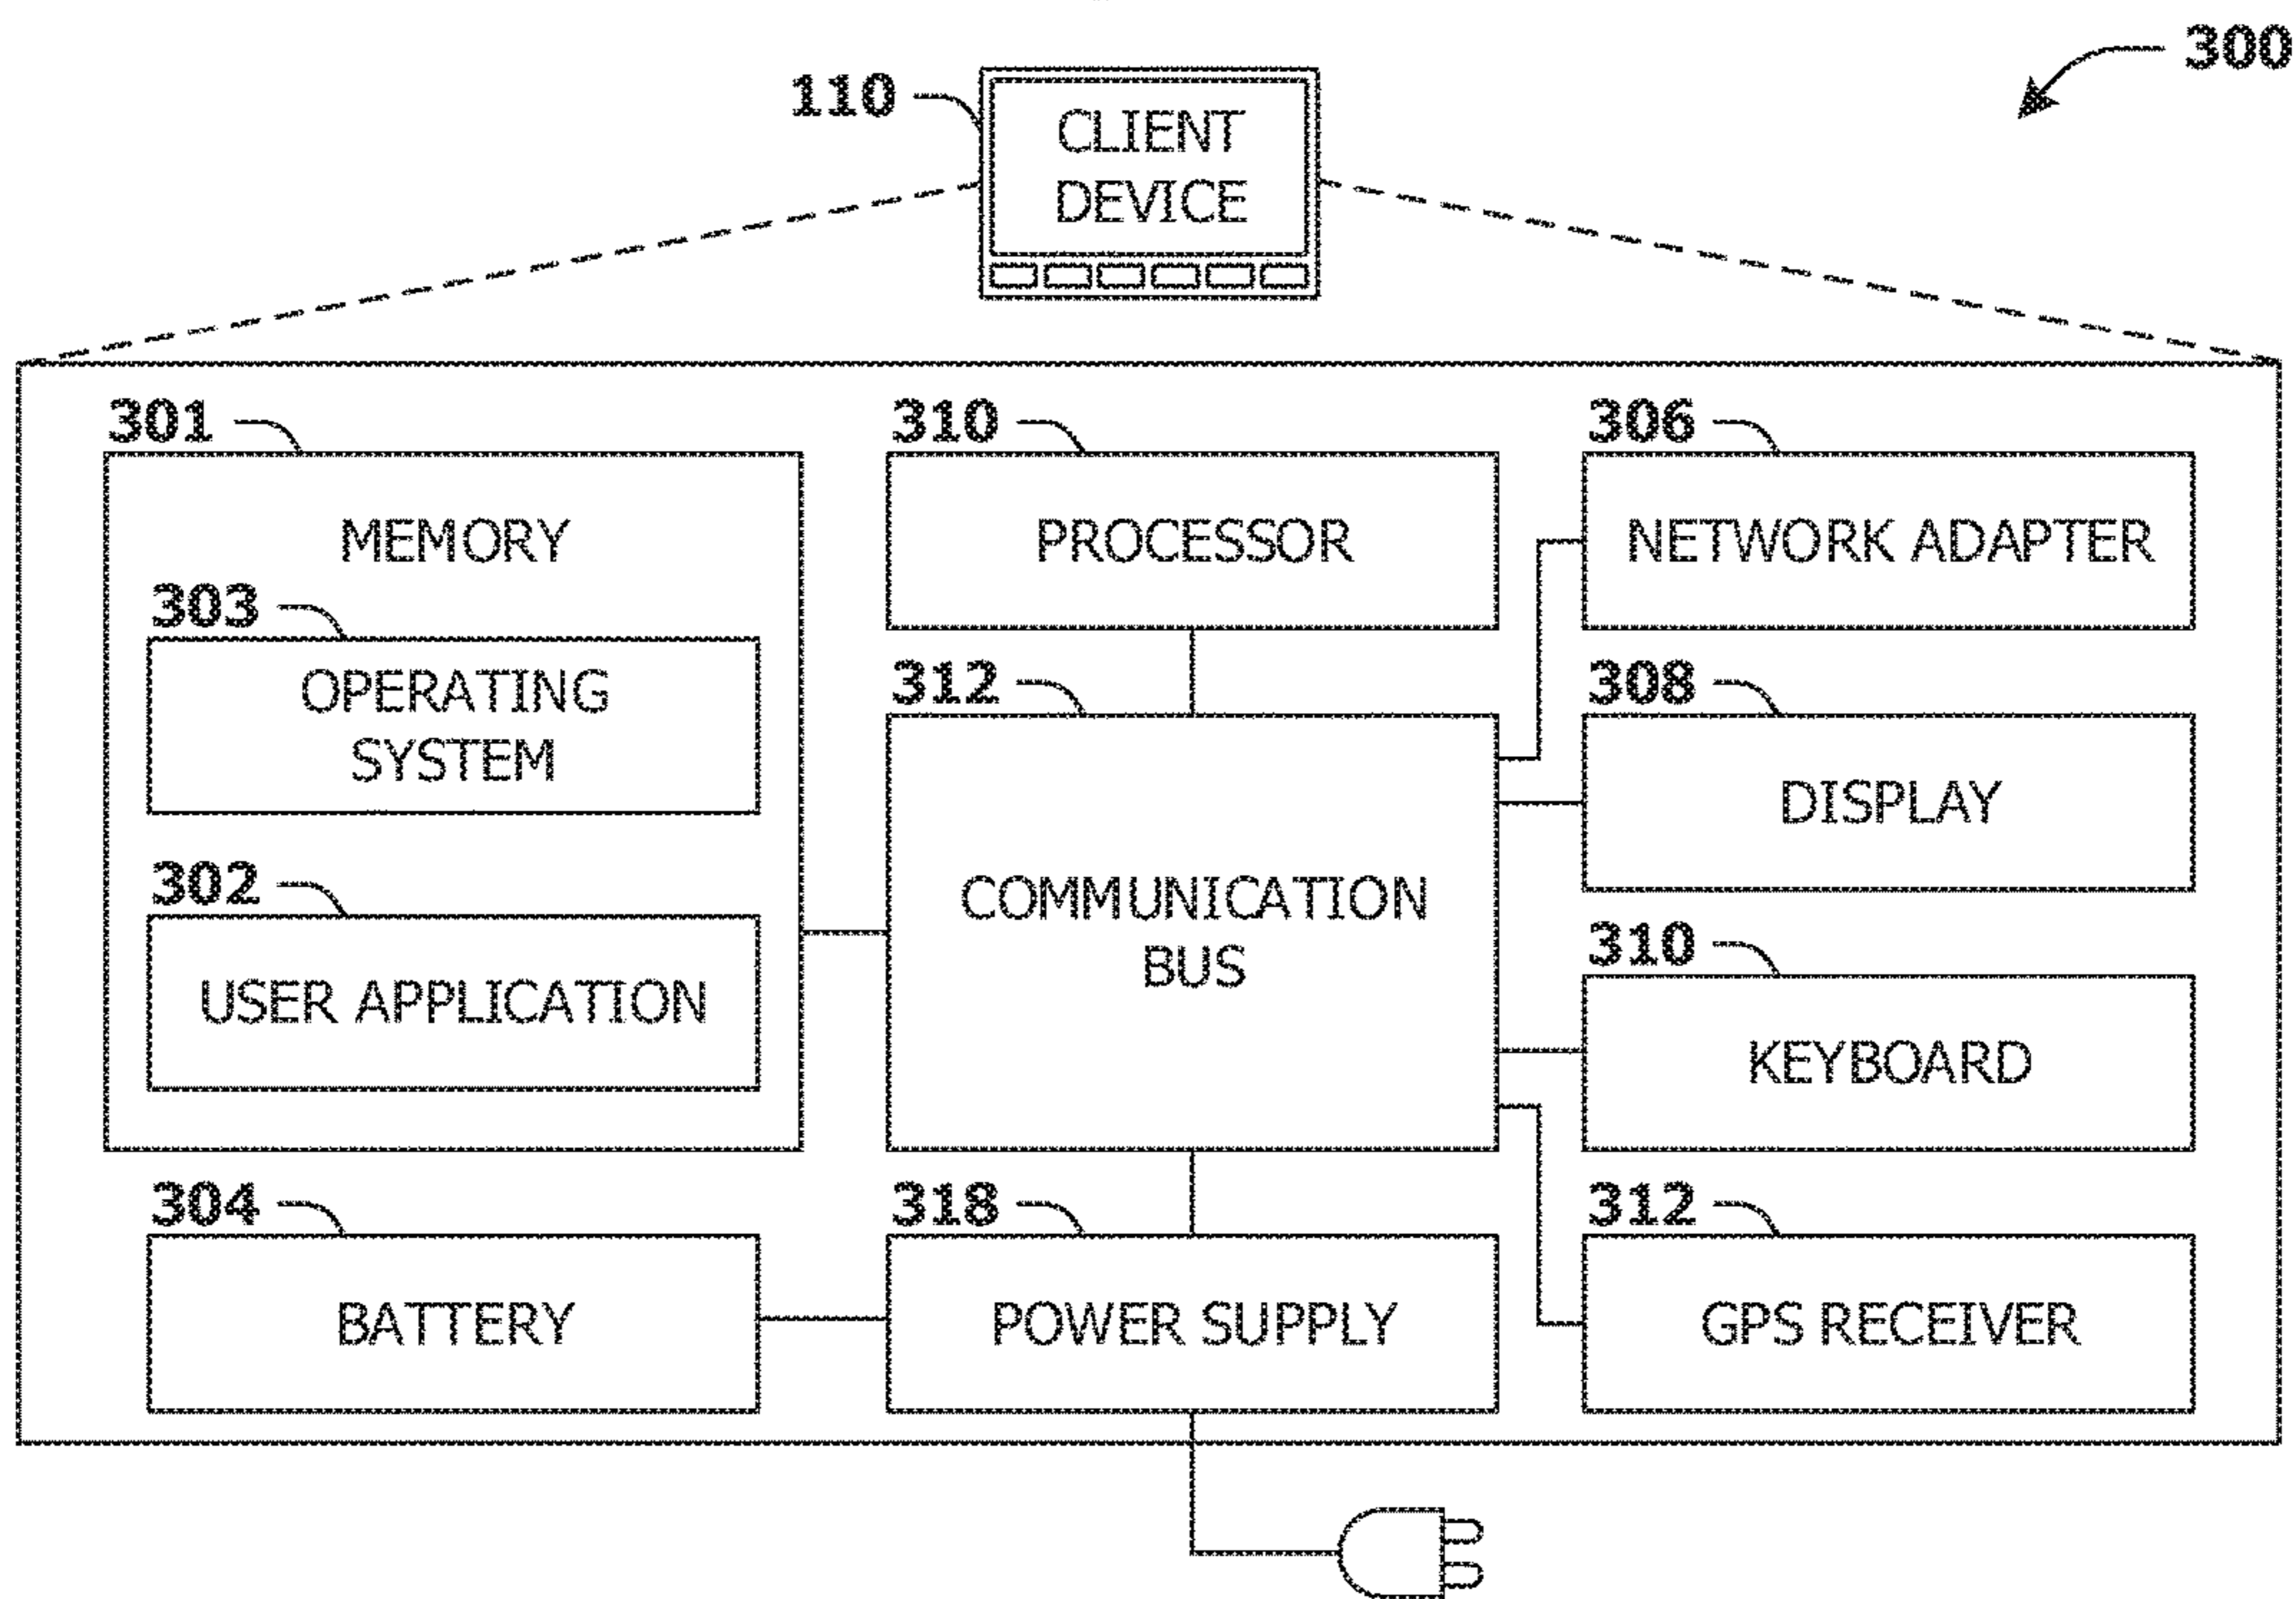 300
110
CLIENT
DEVICE
301
310
306
MEMORY
PROCESSOR
NETWORK ADAPTER
303
OPERATING
SYSTEM
312
308
COMMUNICATION
BUS
DISPLAY
302
USER APPLICATION
310
KEYBOARD
304
318
312
BATTERY
POWER SUPPLY
GPS RECEIVER